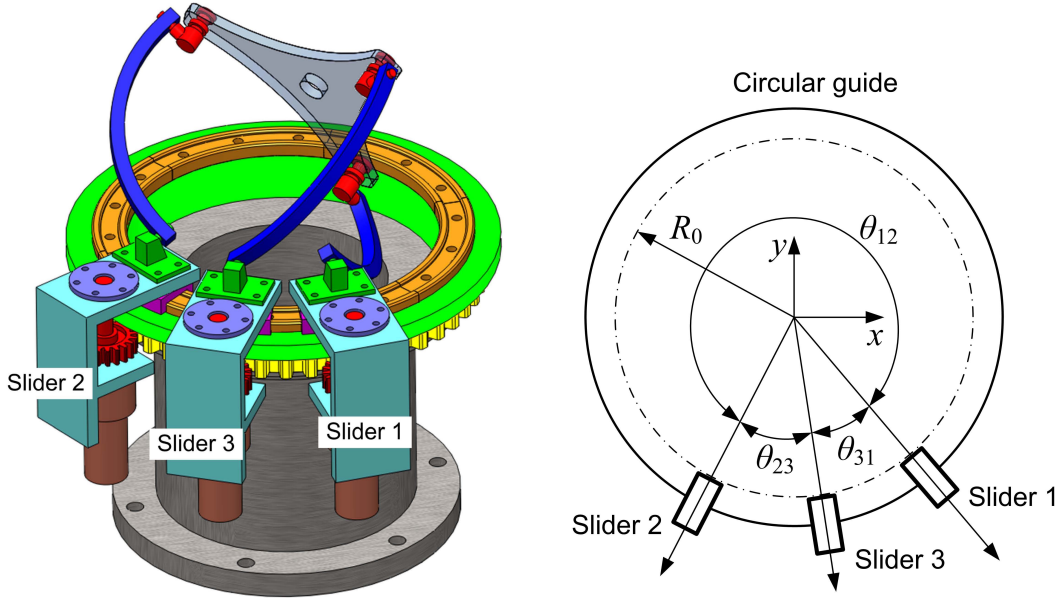 Slider 2
Slider 3
Slider 1
Circular guide
R0
y
x
θ12
θ23
θ31
Slider 1
Slider 2
Slider 3